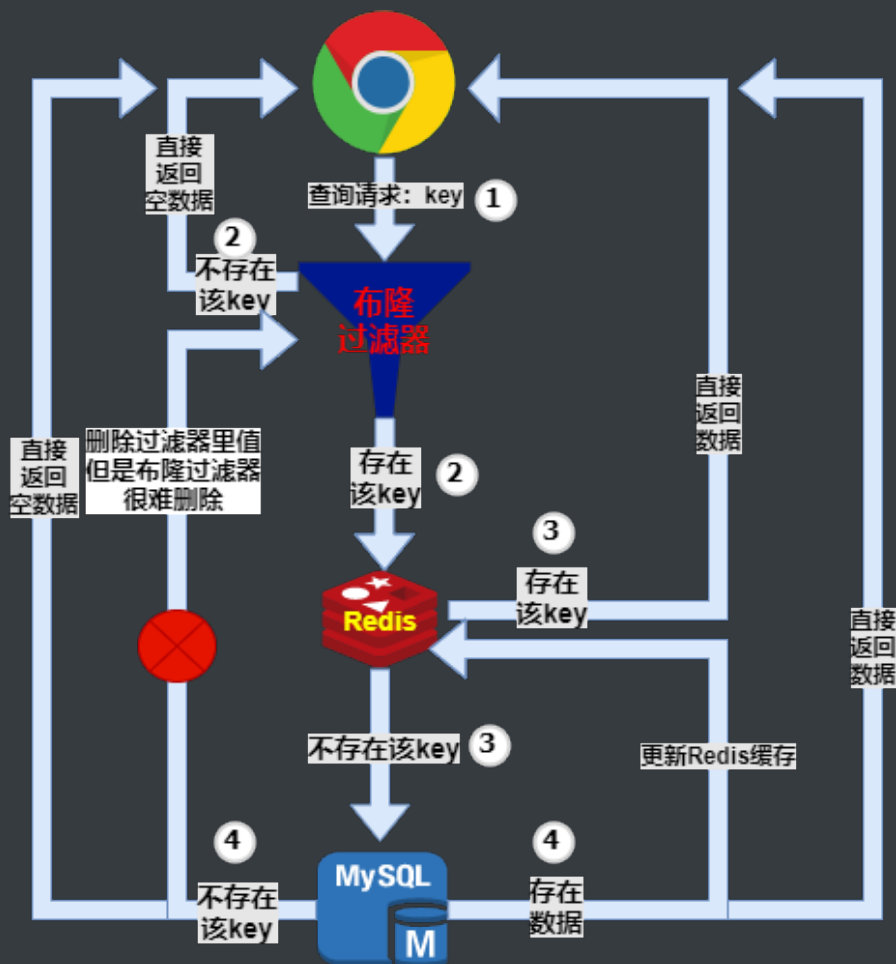 直接
返回
空数据
查询请求: key
1
2
不存在
该key
布隆
过滤器
直接
返回
数据
直接
返回
空数据
删除过滤器里值
但是布隆过滤器
很难删除
存在
该key
2
3
存在
该key
Redis
直接
返回
数据
不存在该key
3
更新Redis缓存
4
不存在
该key
MySQL
M
4
存在
数据